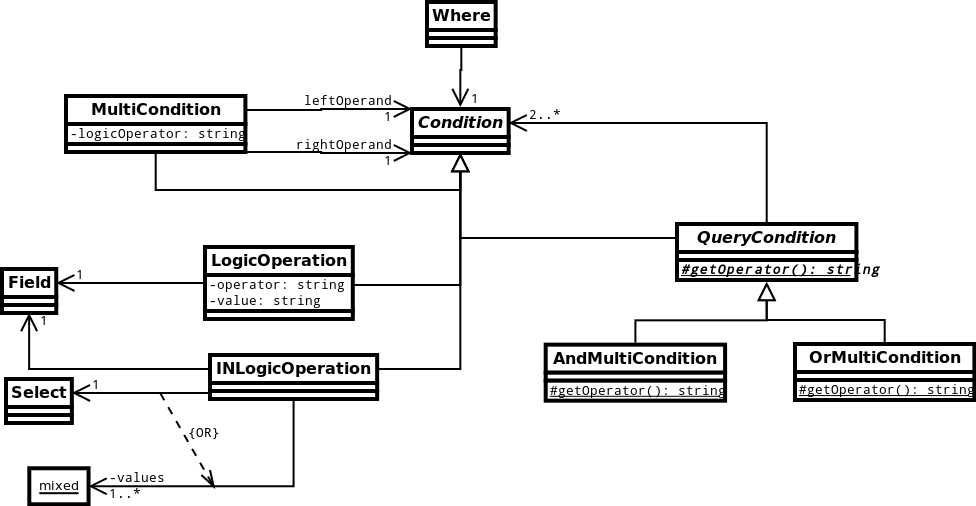 Where
1
MultiCondition
-logicOperator: string
leftOperand
1
rightOperand
1
Condition
2..*
QueryCondition
#getOperator(): string
LogicOperation
-operator: string
-value: string
1
Field
1
INLogicOperation
Select
1
{OR}
-values
1..*
mixed
AndMultiCondition
#getOperator(): string
OrMultiCondition
#getOperator(): string